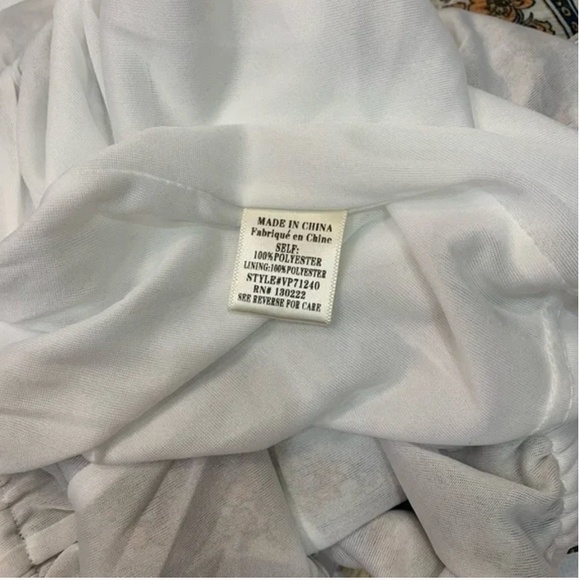 MADE IN CHINA
Fabriqué en Chine
SELF:
100%POLYESTER
LINING:100%POLYESTER
STYLE#VP71240
RN# 130222
SEE REVERSE FOR CARE